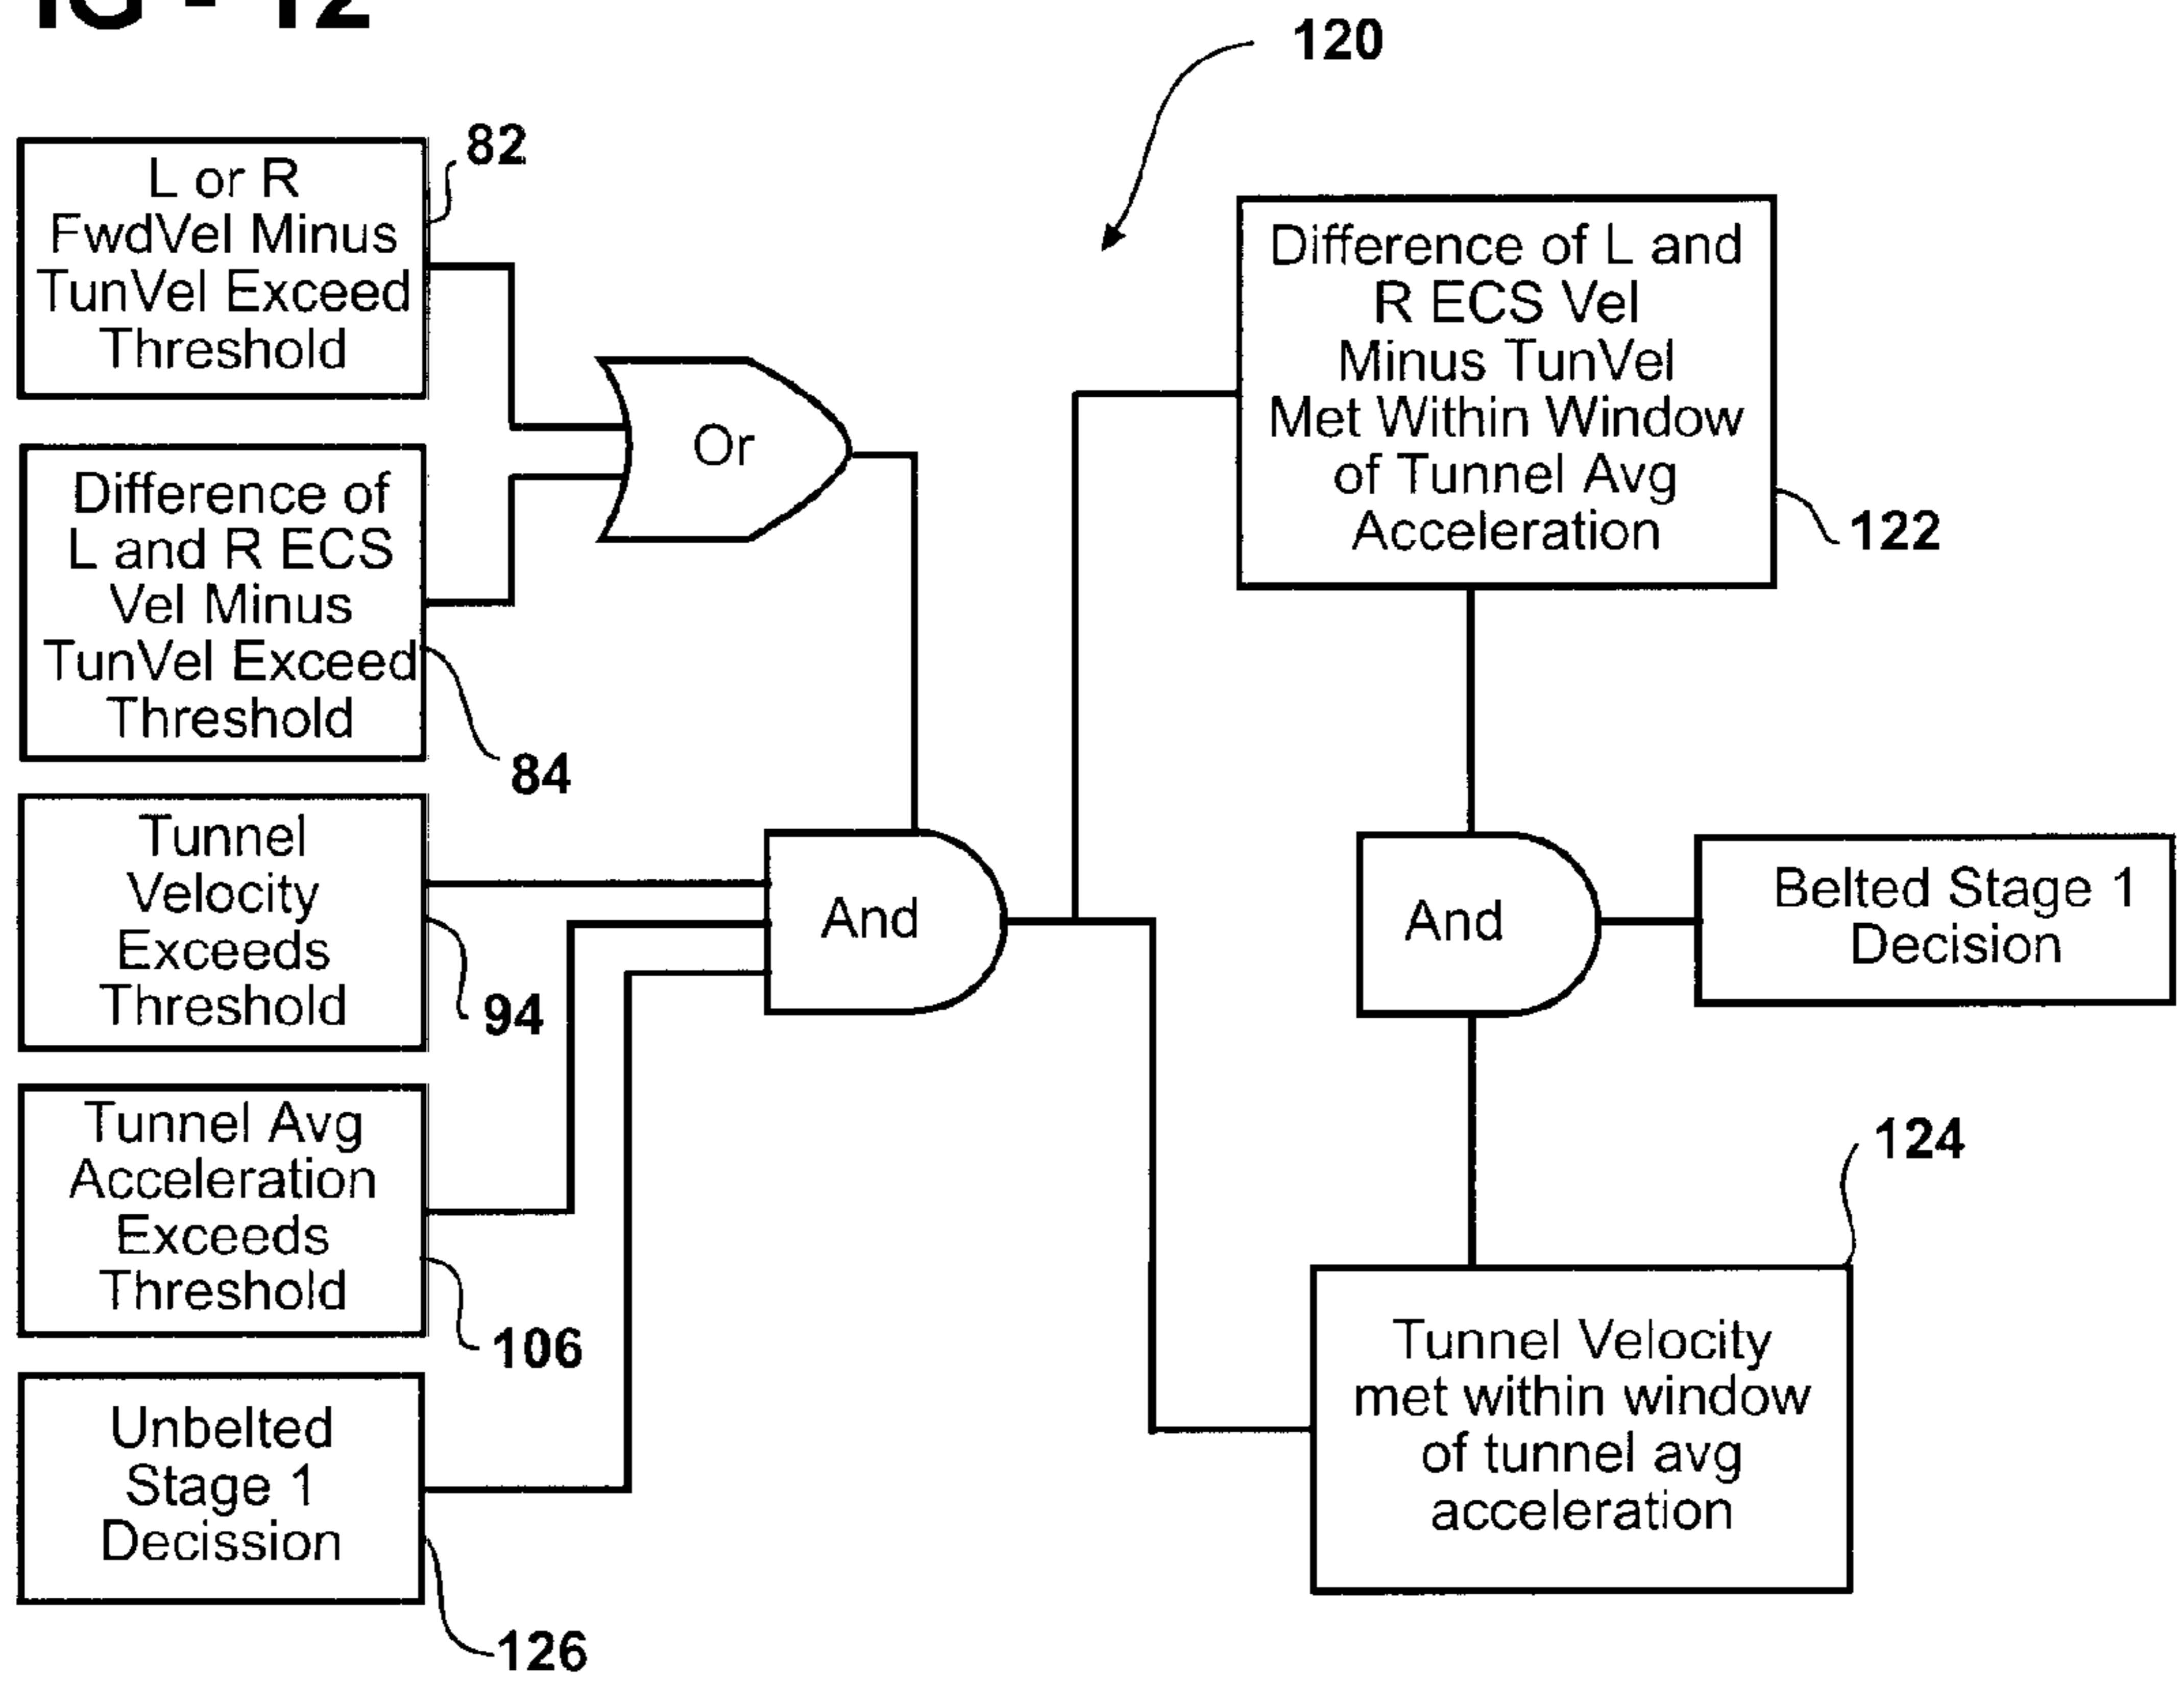 IG - 12
120
82
L or R
FwdVel Minus
TunVel Exceed
Threshold
Difference of
L and R ECS
Vel Minus
TunVel Exceed
Threshold
84
Or
Difference of L and
R ECS Vel
Minus TunVel
Met Within Window
of Tunnel Avg
Acceleration
122
Tunnel
Velocity
Exceeds
Threshold
94
And
And
Belted Stage 1
Decision
Tunnel Avg
Acceleration
Exceeds
Threshold
106
124
Tunnel Velocity
met within window
of tunnel avg
acceleration
Unbelted
Stage 1
Decission
126